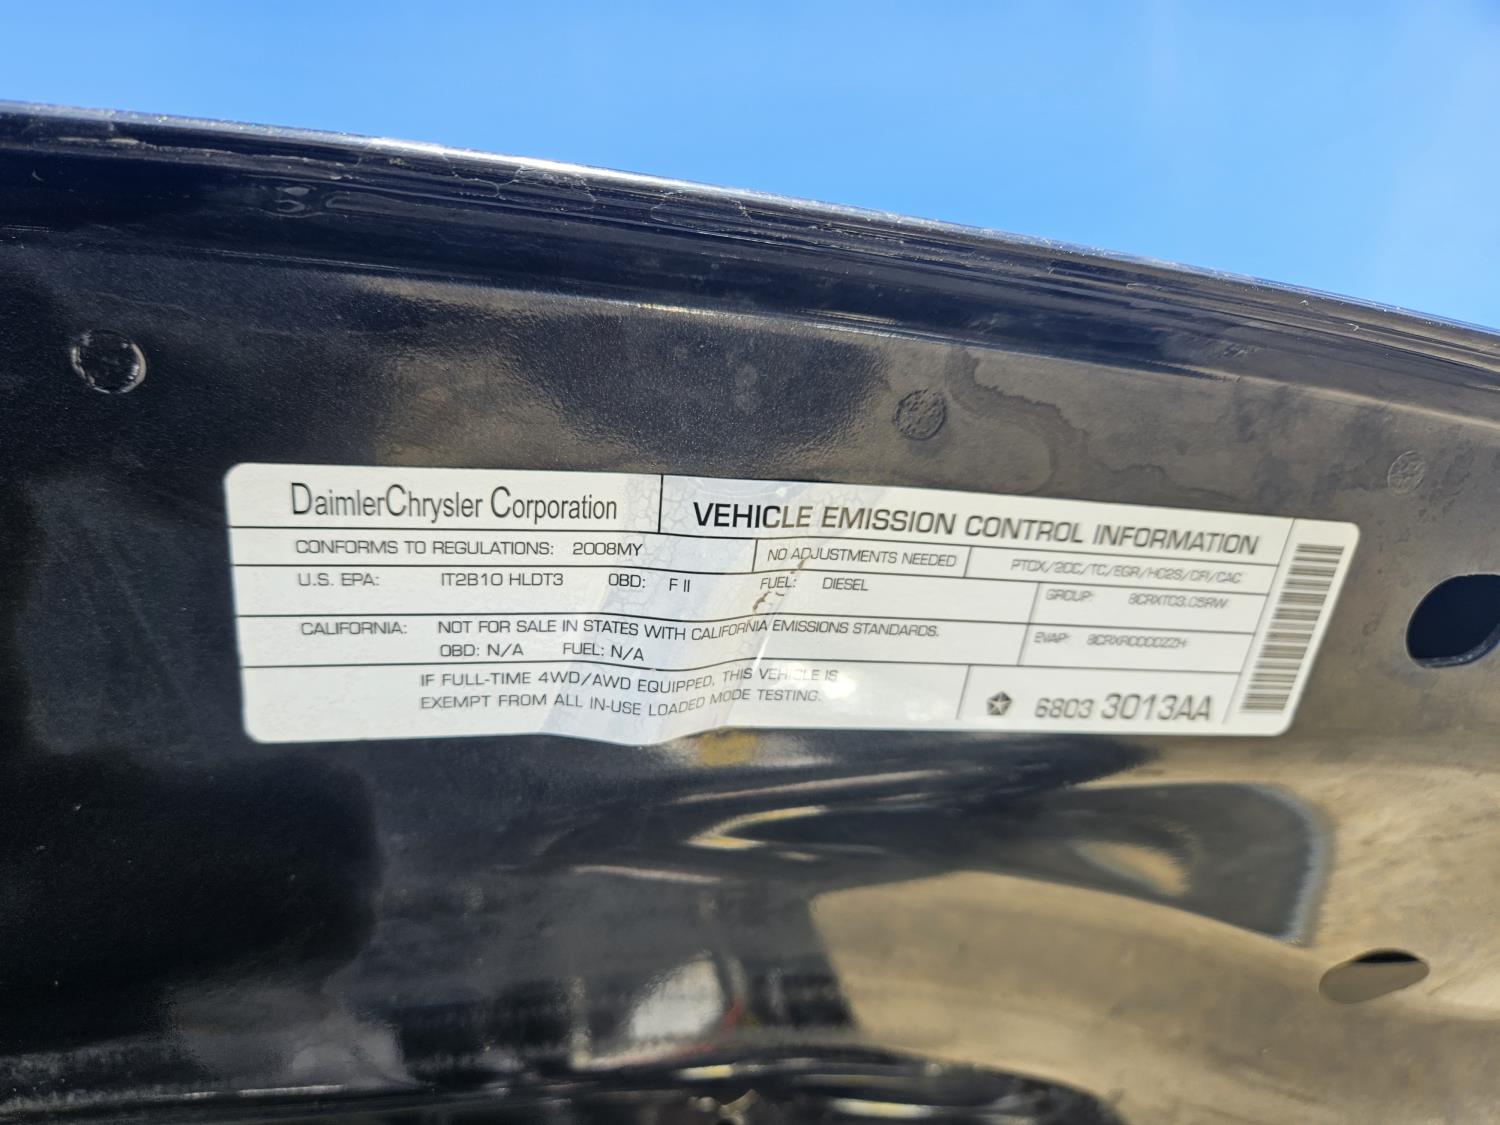 DaimlerChrysler Corporation
VEHICLE EMISSION CONTROL INFORMATION
CONFORMS TO REGULATIONS: 2008MY
NO ADJUSTMENTS NEEDED
PTOX/2OC/TC/EGR/HO2S/DFI/CAC
U.S. EPA: IT2B10 HLDT3 OBD: F II FUEL: DIESEL
GROUP: 8CRXT03.05RW
CALIFORNIA: NOT FOR SALE IN STATES WITH CALIFORNIA EMISSIONS STANDARDS.
OBD: N/A FUEL: N/A
EVAP: 8CRXR0000ZZH
IF FULL-TIME 4WD/AWD EQUIPPED, THIS VEHICLE IS
EXEMPT FROM ALL IN-USE LOADED MODE TESTING.
6803 3013AA